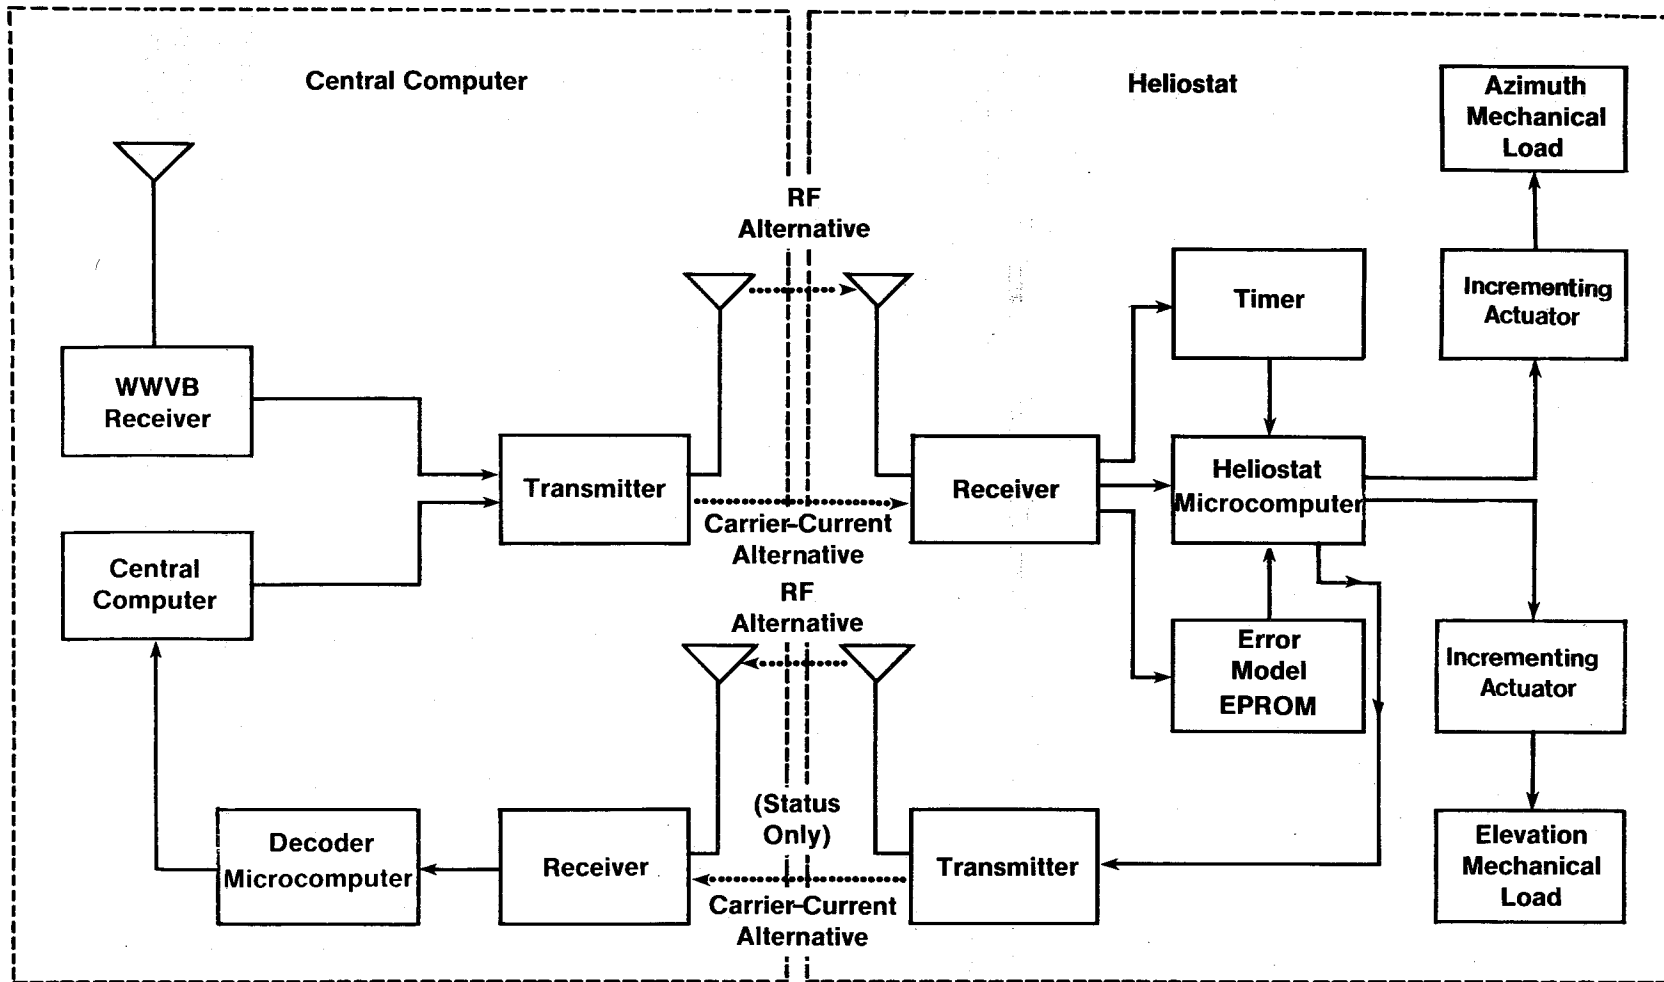 Central Computer
Heliostat
Azimuth
Mechanical
Load
RF
Alternative
Timer
Incrementing
Actuator
WWVB
Receiver
Transmitter
Receiver
Heliostat
Microcomputer
Carrier-Current
Alternative
Central
Computer
RF
Alternative
Error
Model
EPROM
Incrementing
Actuator
(Status
Only)
Decoder
Microcomputer
Receiver
Transmitter
Elevation
Mechanical
Load
Carrier-Current
Alternative